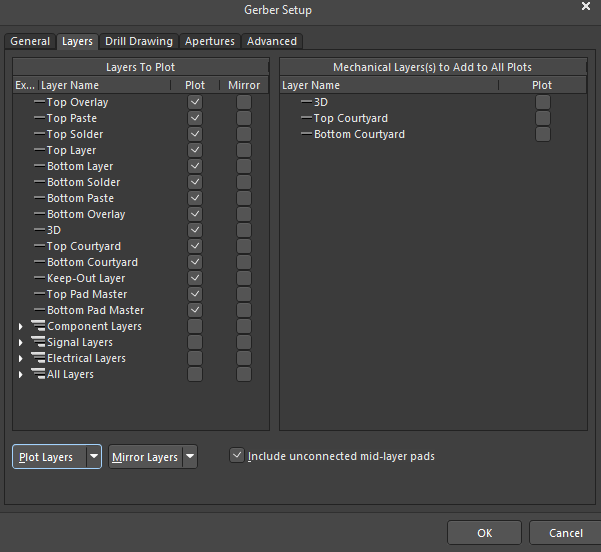 Gerber Setup
General Layers Drill Drawing Apertures Advanced
Layers To Plot
Ex... Layer Name Plot Mirror
Top Overlay
Top Paste
Top Solder
Top Layer
Bottom Layer
Bottom Solder
Bottom Paste
Bottom Overlay
3D
Top Courtyard
Bottom Courtyard
Keep-Out Layer
Top Pad Master
Bottom Pad Master
Component Layers
Signal Layers
Electrical Layers
All Layers
Mechanical Layers(s) to Add to All Plots
Layer Name Plot
3D
Top Courtyard
Bottom Courtyard
Plot Layers Mirror Layers Include unconnected mid-layer pads
OK Cancel